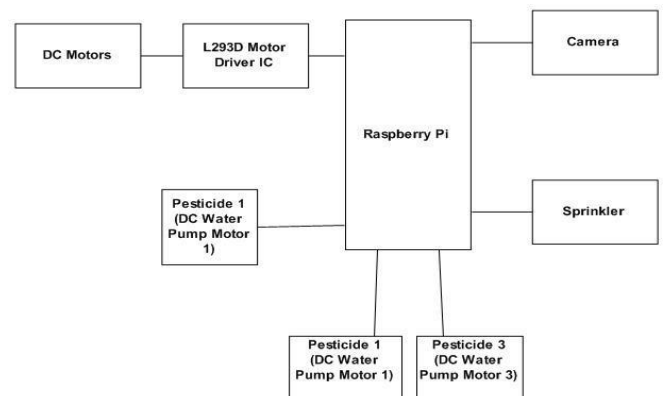 DC Motors
L293D Motor
Driver IC
Raspberry Pi
Camera
Pesticide 1
(DC Water
Pump Motor
1)
Sprinkler
Pesticide 1
(DC Water
Pump Motor 1)
Pesticide 3
(DC Water
Pump Motor 3)